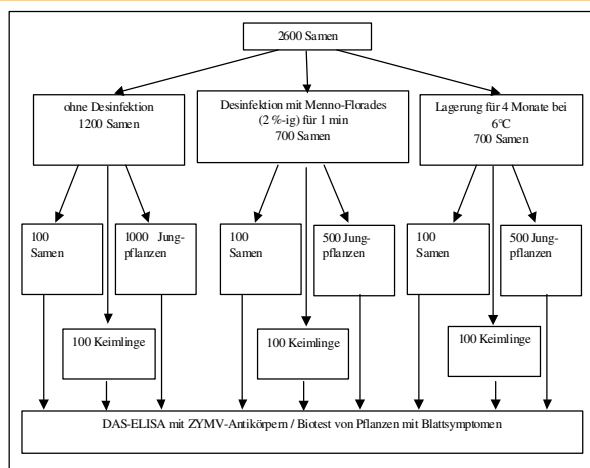 2600 Samen
ohne Desinfektion
1200 Samen
Desinfektion mit Menno-Florades
(2 %-ig) für 1 min
700 Samen
Lagerung für 4 Monate bei
6°C
700 Samen
100
Samen
1000 Jung-
pflanzen
100
Samen
500 Jung-
pflanzen
100
Samen
500 Jung-
pflanzen
100 Keimlinge
100 Keimlinge
100 Keimlinge
DAS-ELISA mit ZYMV-Antikörpern / Biotest von Pflanzen mit Blattsymptomen